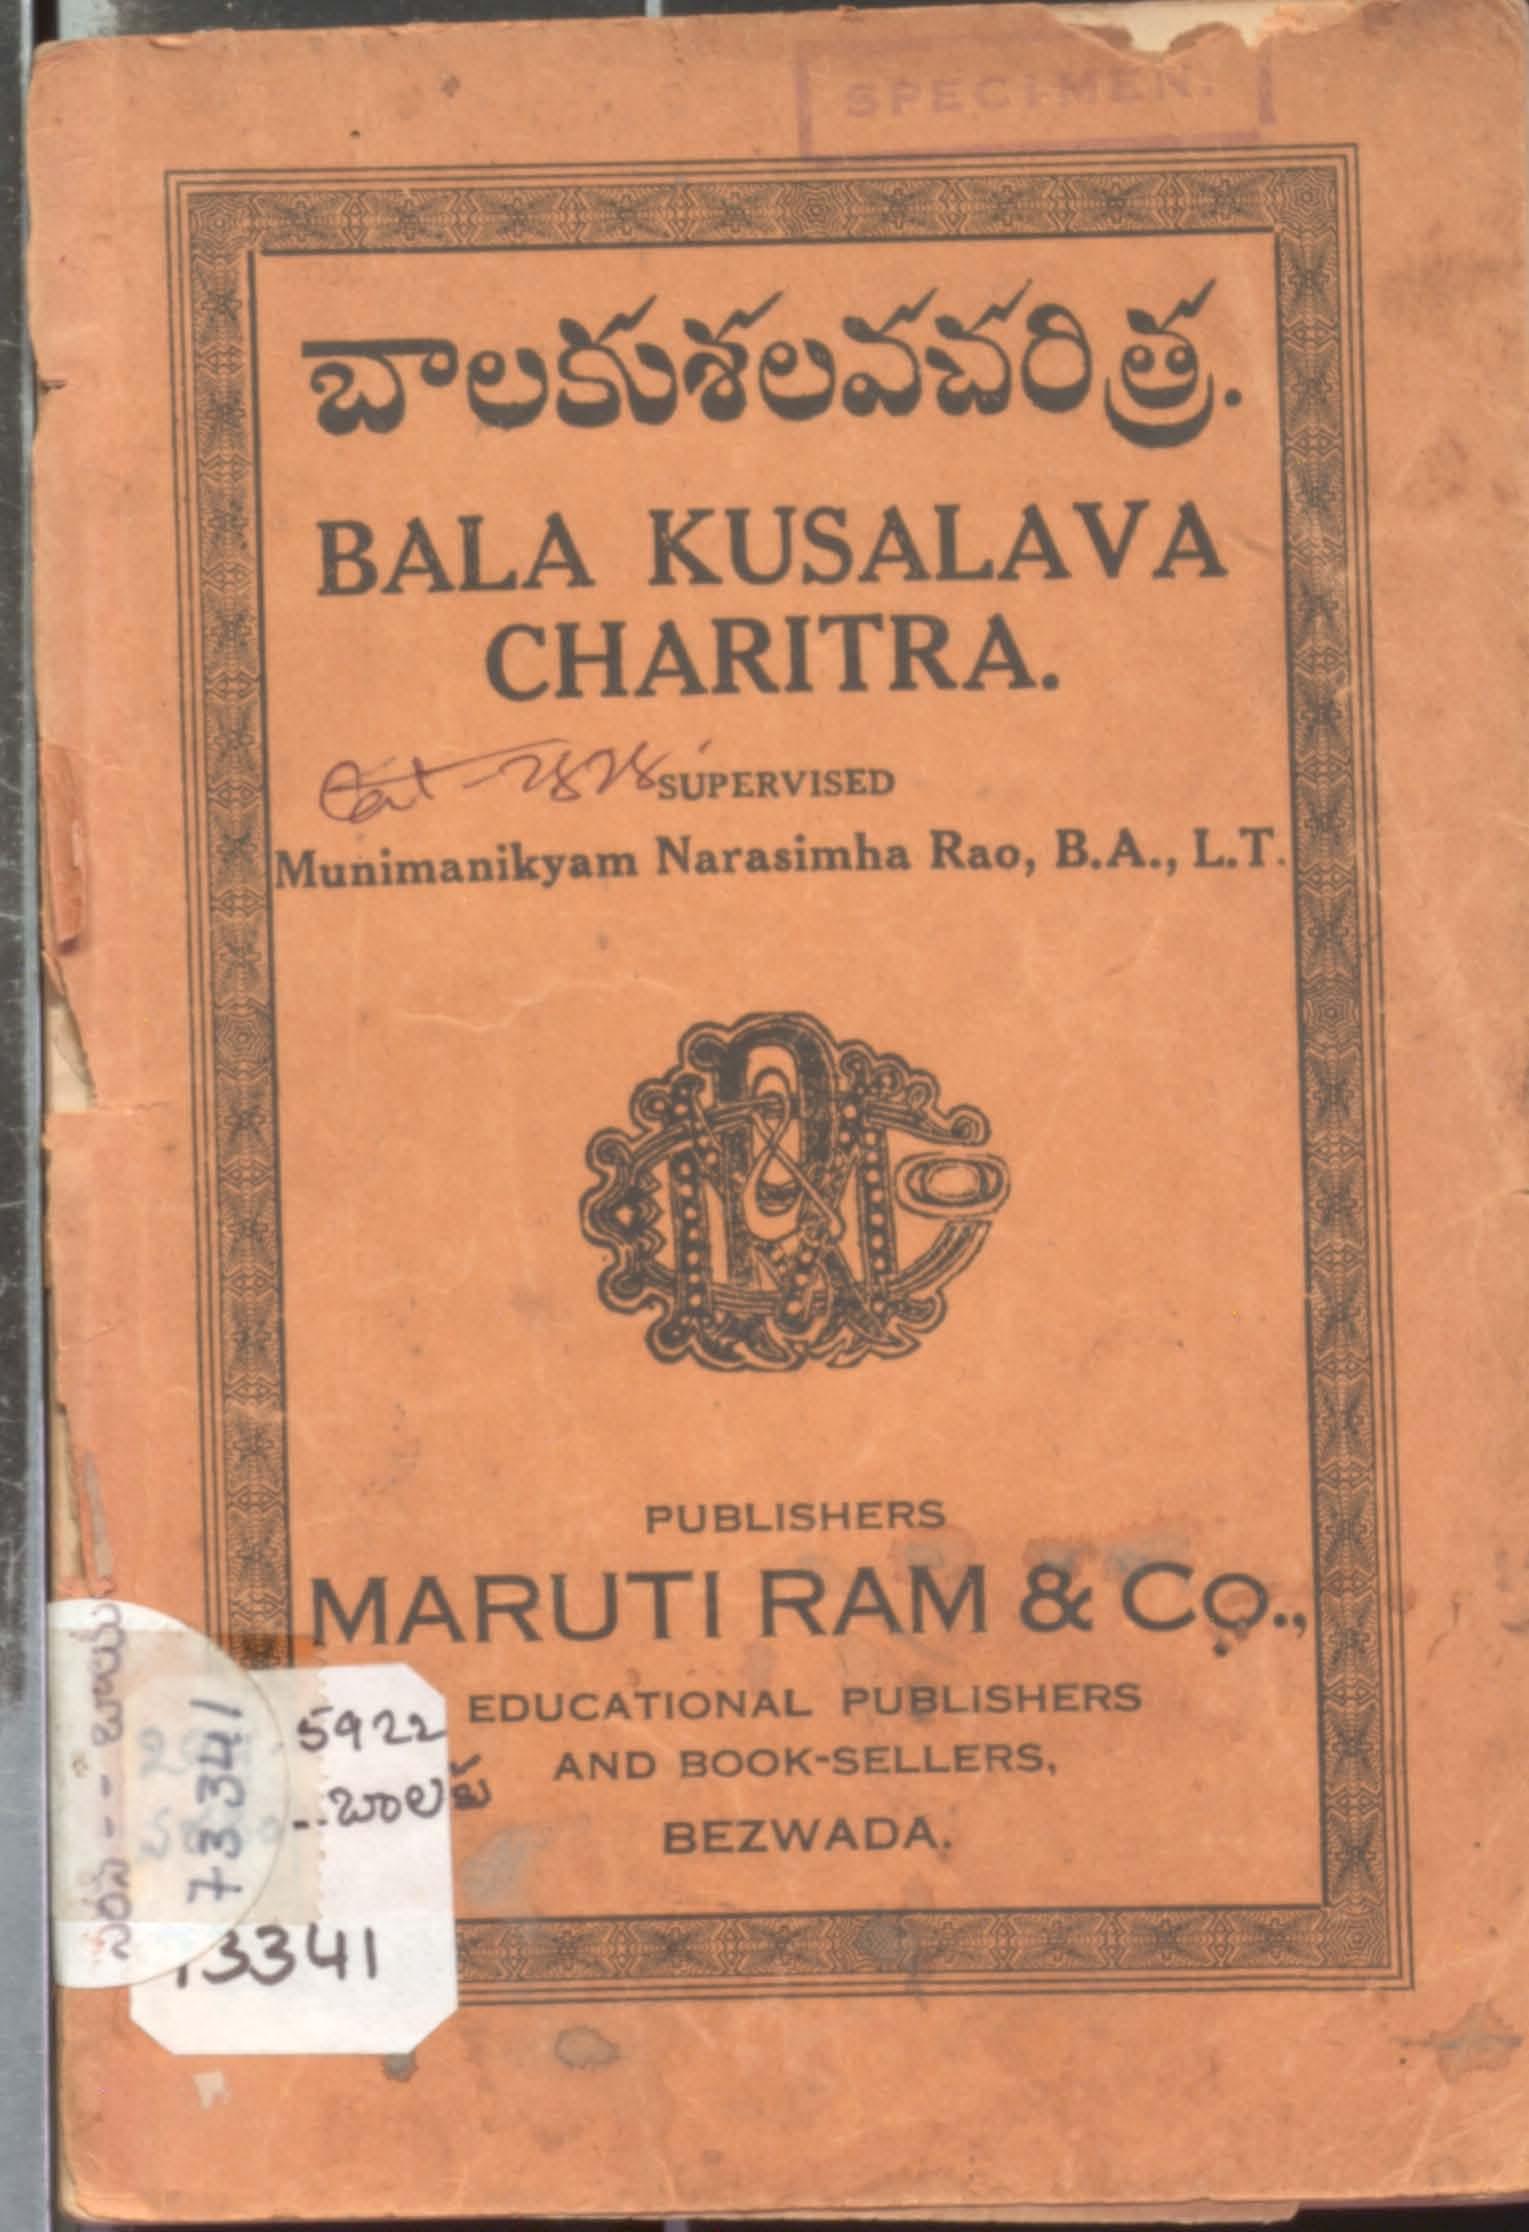 SPECIMEN.
బాలకుశలవచరిత్ర.
BALA KUSALAVA
CHARITRA.
SUPERVISED
Munimanikyam Narasimha Rao, B.A., L.T.
PUBLISHERS
MARUTI RAM & Co.,
EDUCATIONAL PUBLISHERS
AND BOOK-SELLERS,
BEZWADA.
5922
73341
3341